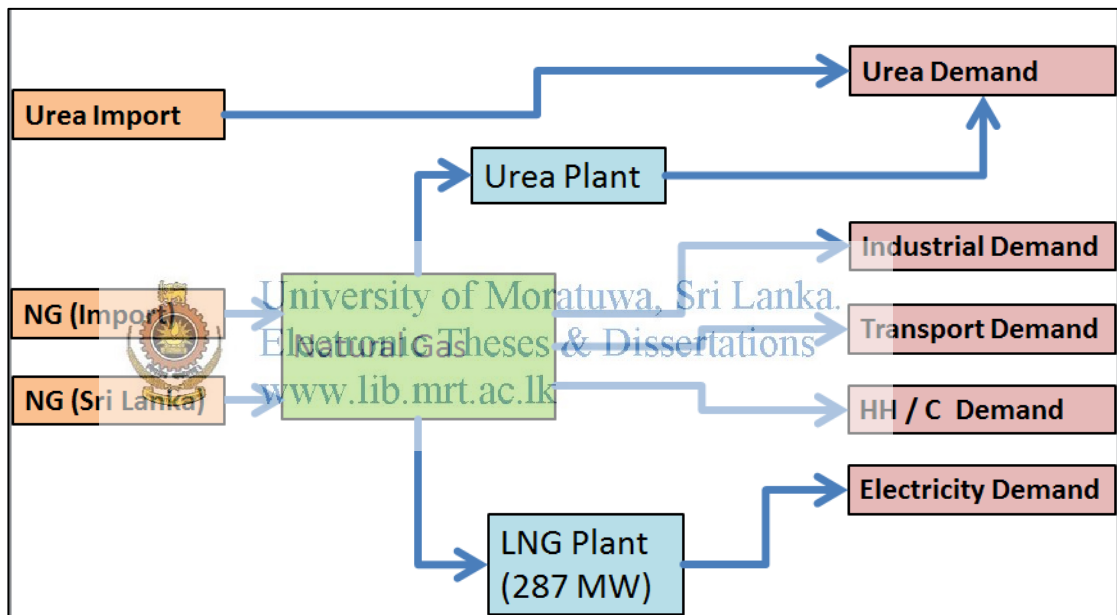 Urea Demand
Urea Import
Urea Plant
Industrial Demand
University of Moratuwa, Sri Lanka.
NG (Import)
Transport Demand
Electronic Theses & Dissertations
Natural Gas
NG (Sri Lanka)
www.lib.mrt.ac.lk
HH / C Demand
Electricity Demand
LNG Plant
(287 MW)